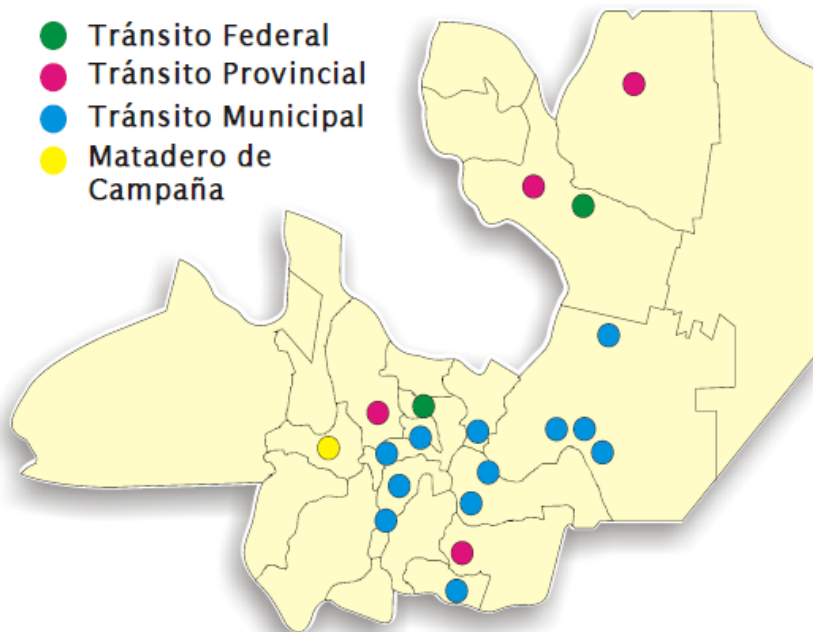 Tránsito Federal
Tránsito Provincial
Tránsito Municipal
Matadero de
Campaña